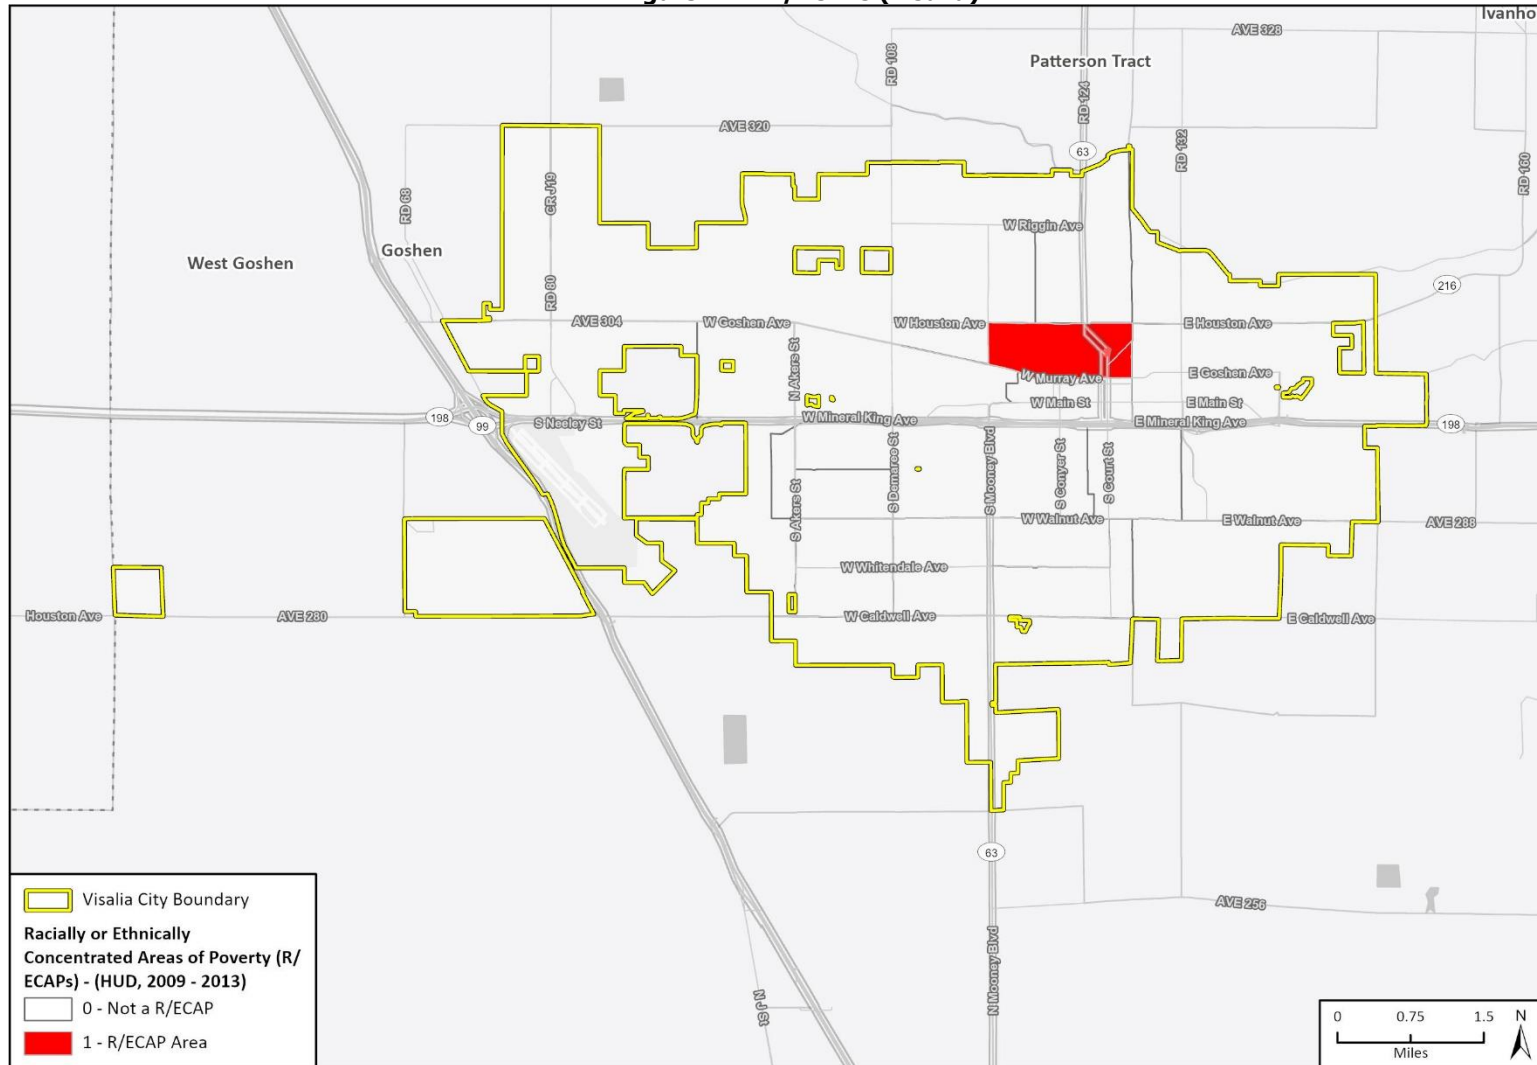 Ivanho
AVE 328
Patterson Tract
RD 108
RD 124
AVE 320
63
RD 132
RD 160
CR J19
RD 68
W Riggin Ave
Goshen
West Goshen
RD 80
216
AVE 304
W Goshen Ave
W Houston Ave
E Houston Ave
N Akers St
W Murray Ave
E Goshen Ave
W Main St
E Main St
198
99
S Neeley St
W Mineral King Ave
E Mineral King Ave
198
S Demaree St
S Mooney Blvd
S Conyer St
S Court St
S Akers St
W Walnut Ave
E Walnut Ave
AVE 288
W Whitendale Ave
Houston Ave
AVE 280
W Caldwell Ave
E Caldwell Ave
63
AVE 256
N Mooney Blvd
N J St
Visalia City Boundary
Racially or Ethnically
Concentrated Areas of Poverty (R/
ECAPs) - (HUD, 2009 - 2013)
0 - Not a R/ECAP
1 - R/ECAP Area
0 0.75 1.5
Miles
N